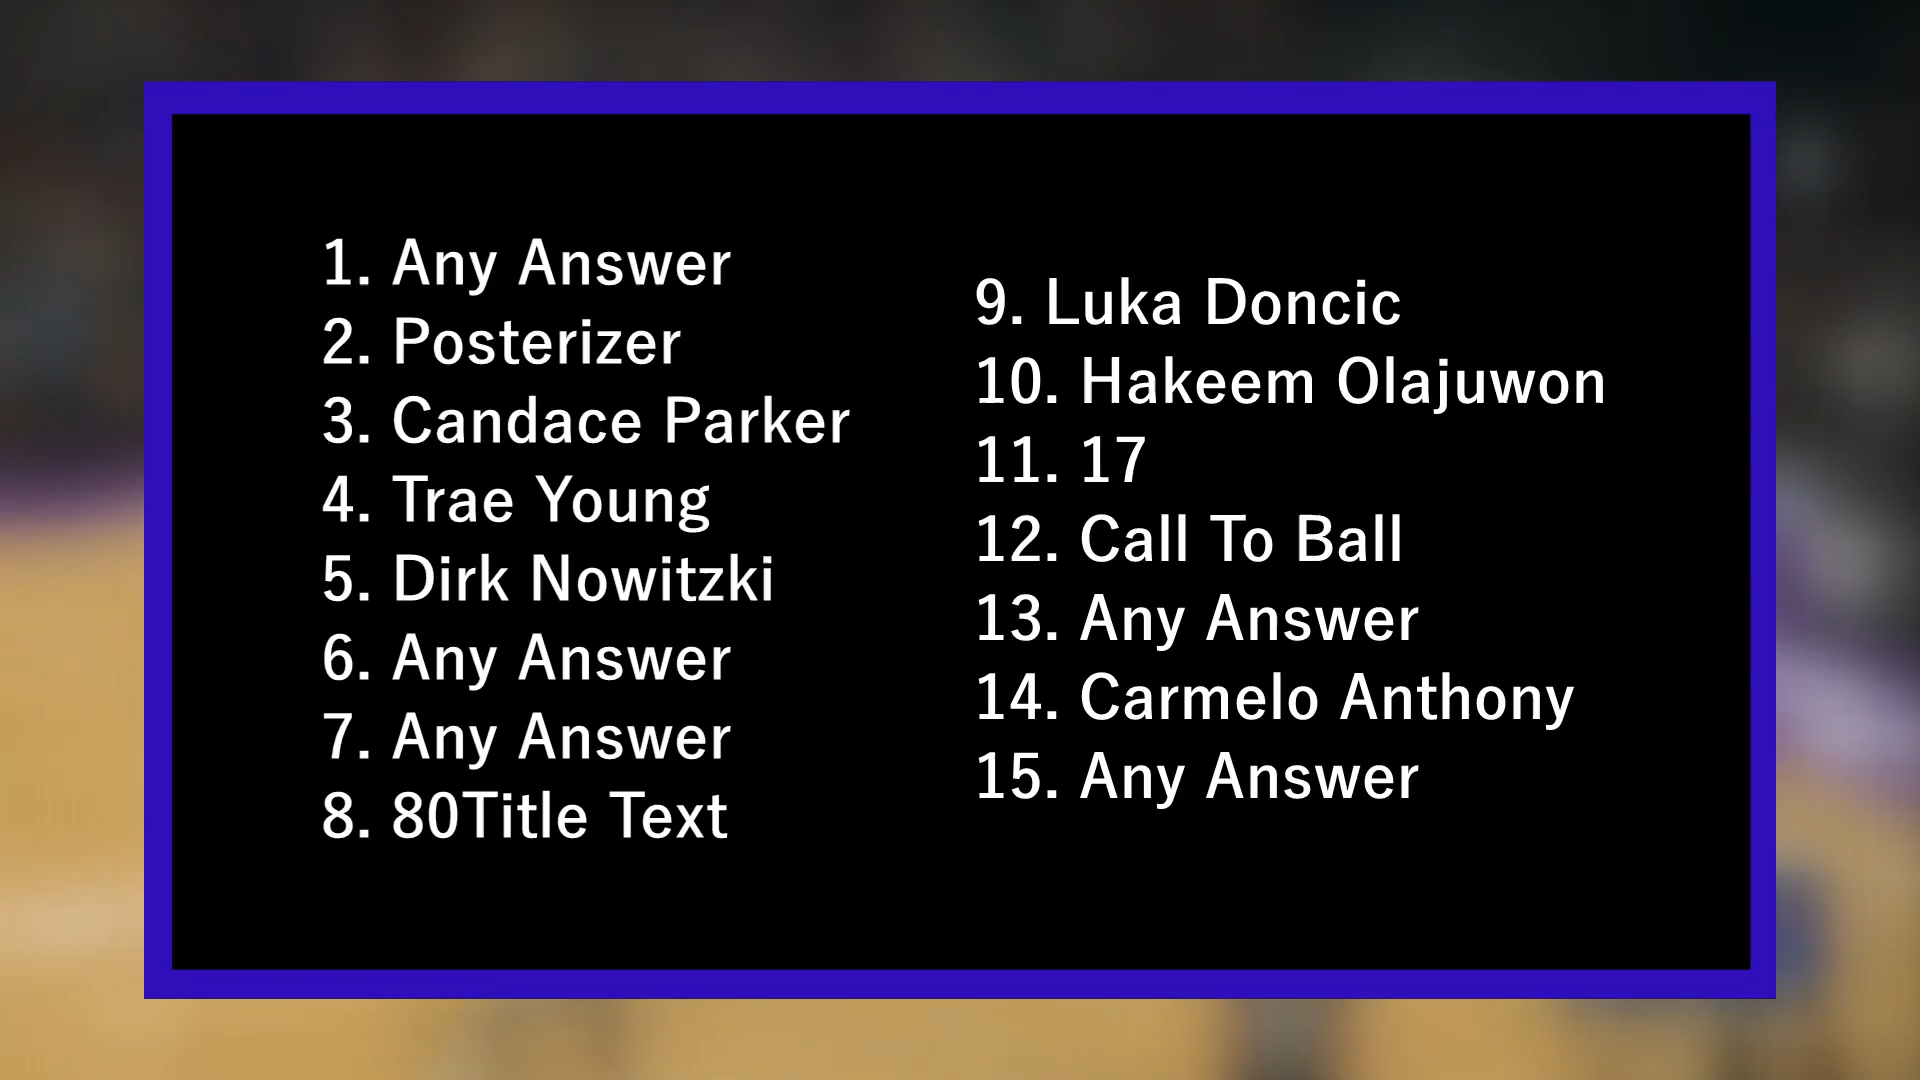 1. Any Answer
2. Posterizer
3. Candace Parker
4. Trae Young
5. Dirk Nowitzki
6. Any Answer
7. Any Answer
8. 80Title Text
9. Luka Doncic
10. Hakeem Olajuwon
11. 17
12. Call To Ball
13. Any Answer
14. Carmelo Anthony
15. Any Answer